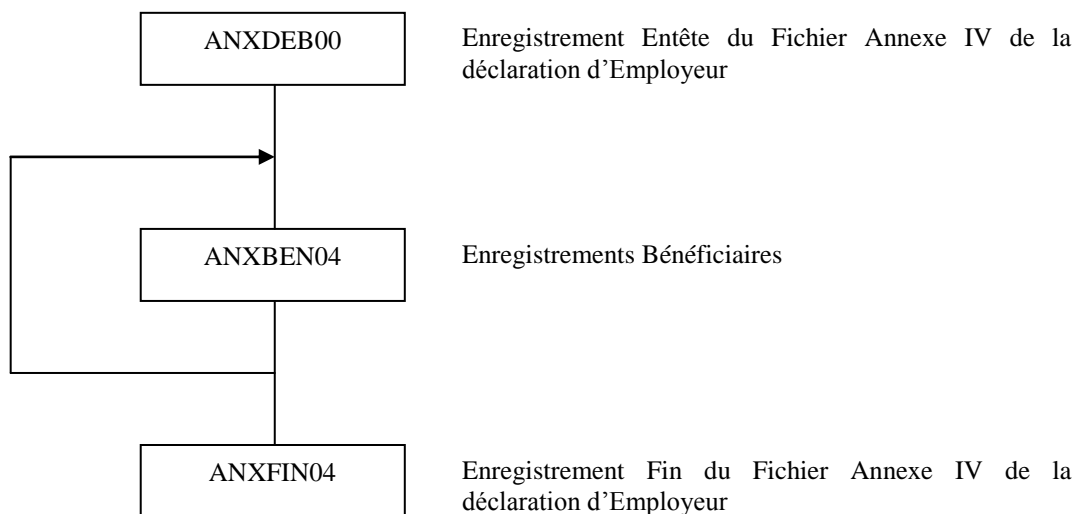 ANXDEB00
Enregistrement Entête du Fichier Annexe IV de la
déclaration d’Employeur
ANXBEN04
Enregistrements Bénéficiaires
ANXFIN04
Enregistrement Fin du Fichier Annexe IV de la
déclaration d’Employeur